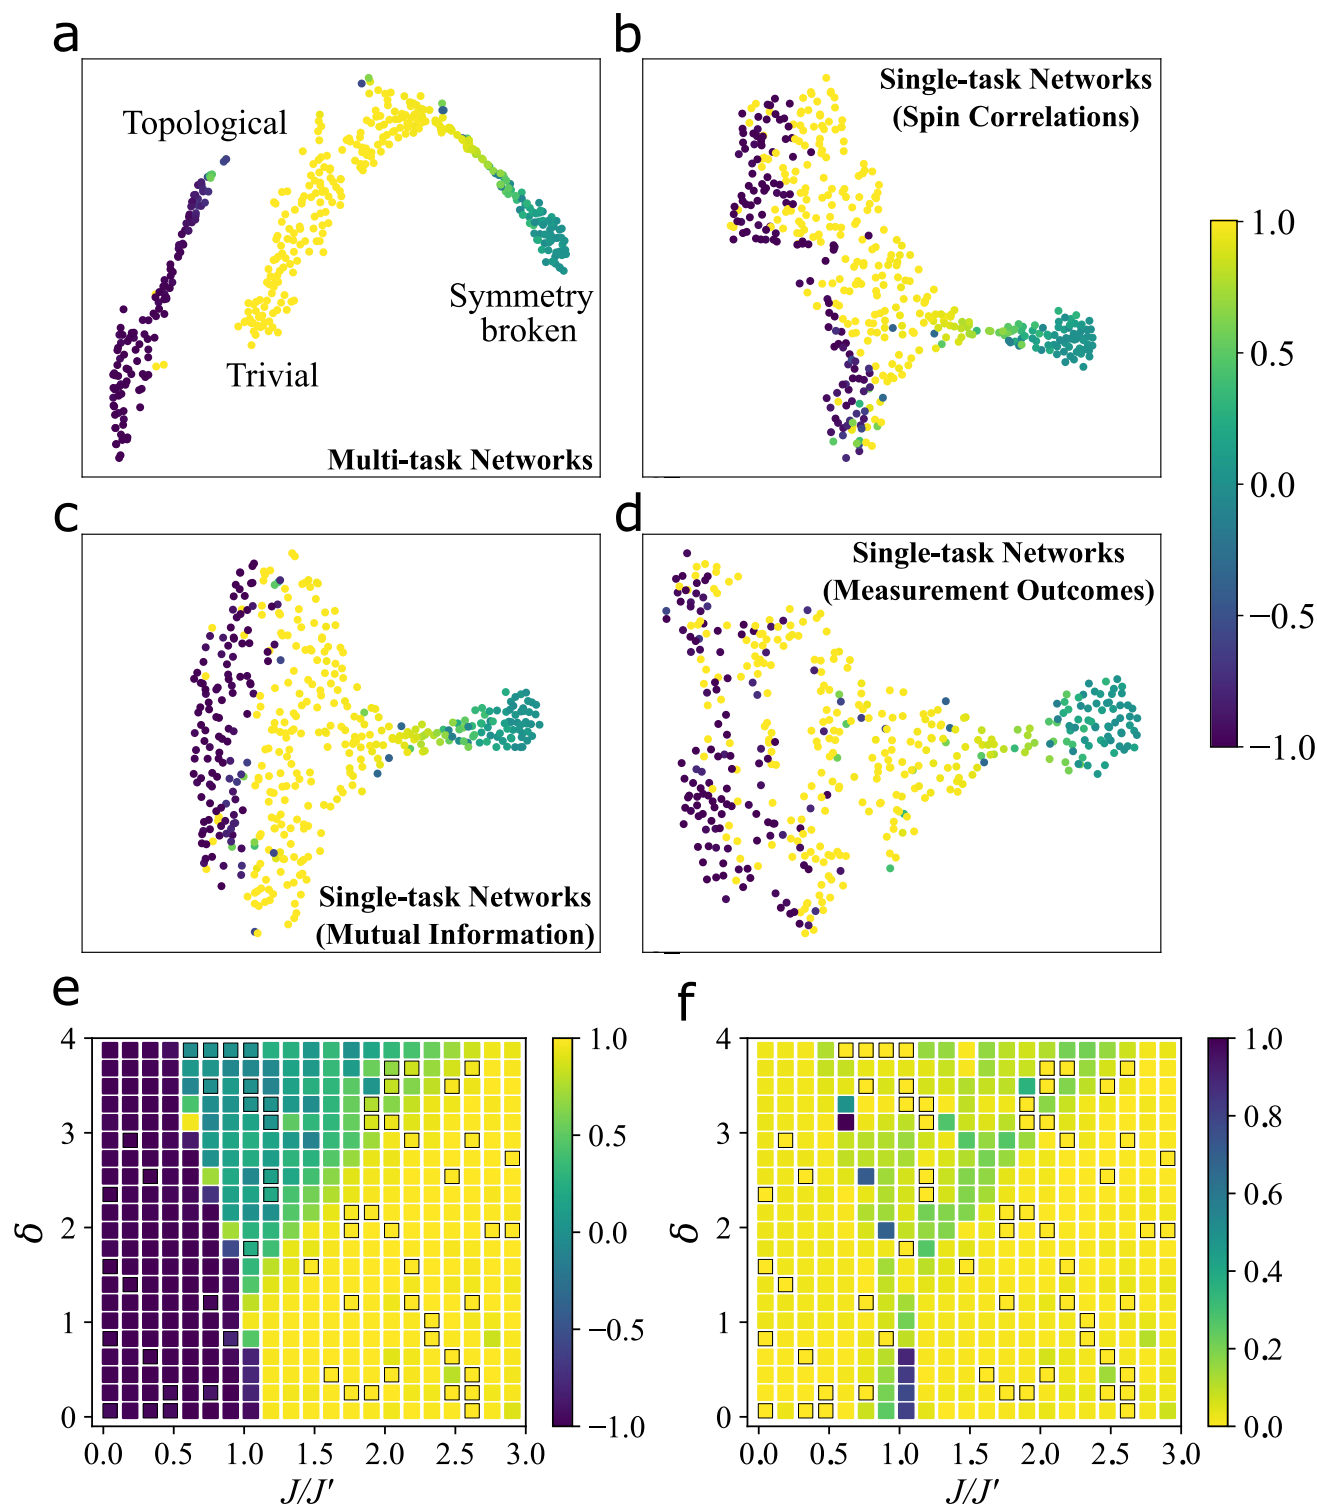 a
Topological
Trivial
Symmetry
broken
Multi-task Networks
b
Single-task Networks
(Spin Correlations)
1.0
0.5
0.0
−0.5
−1.0
c
Single-task Networks
(Mutual Information)
d
Single-task Networks
(Measurement Outcomes)
e
4
3
2
1
0
δ
0.0 0.5 1.0 1.5 2.0 2.5 3.0
J/J'
1.0
0.5
0.0
−0.5
−1.0
f
4
3
2
1
0
δ
0.0 0.5 1.0 1.5 2.0 2.5 3.0
J/J'
1.0
0.8
0.6
0.4
0.2
0.0